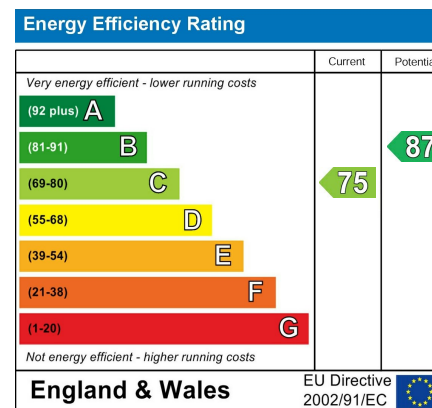 Energy Efficiency Rating
Current Potentia
Very energy efficient - lower running costs
(92 plus) A
(81-91) B 87
(69-80) C 75
(55-68) D
(39-54) E
(21-38) F
(1-20) G
Not energy efficient - higher running costs
England & Wales
EU Directive
2002/91/EC